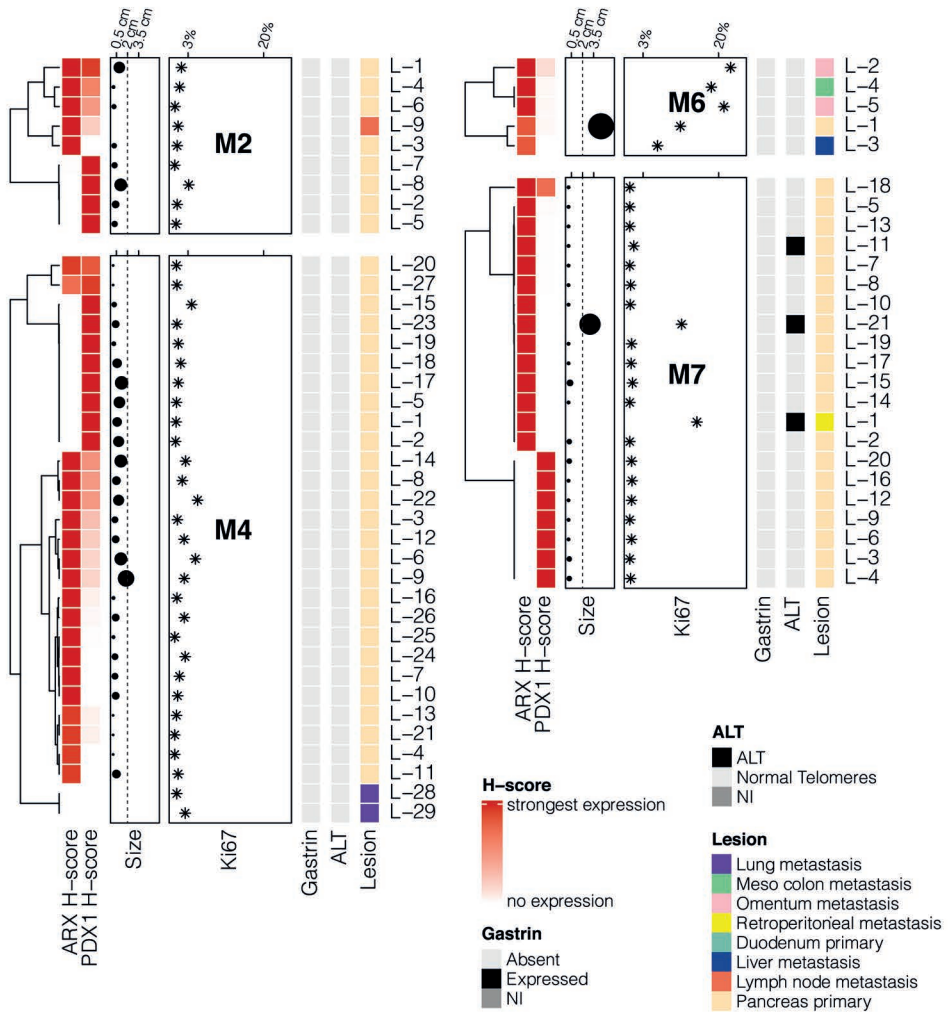 0.5 cm
2 cm
3.5 cm
3%
20%
L-1
L-4
L-6
L-9
L-3
L-7
L-8
L-2
L-5
M2
L-20
L-27
L-15
L-23
L-19
L-18
L-17
L-5
L-1
L-2
L-14
L-8
L-22
L-3
L-12
L-6
L-9
L-16
L-26
L-25
L-24
L-7
L-10
L-13
L-21
L-4
L-11
L-28
L-29
M4
ARX H-score
PDX1 H-score
Size
Ki67
Gastrin
ALT
Lesion
0.5 cm
2 cm
3.5 cm
3%
20%
L-2
L-4
L-5
L-1
L-3
M6
L-18
L-5
L-13
L-11
L-7
L-8
L-10
L-21
L-19
L-17
L-15
L-14
L-1
L-2
L-20
L-16
L-12
L-9
L-6
L-3
L-4
M7
ARX H-score
PDX1 H-score
Size
Ki67
Gastrin
ALT
Lesion
H-score
strongest expression
no expression
Gastrin
Absent
Expressed
NI
ALT
ALT
Normal Telomeres
NI
Lesion
Lung metastasis
Meso colon metastasis
Omentum metastasis
Retroperitorieal metastasis
Duodenum primary
Liver metastasis
Lymph node metastasis
Pancreas primary